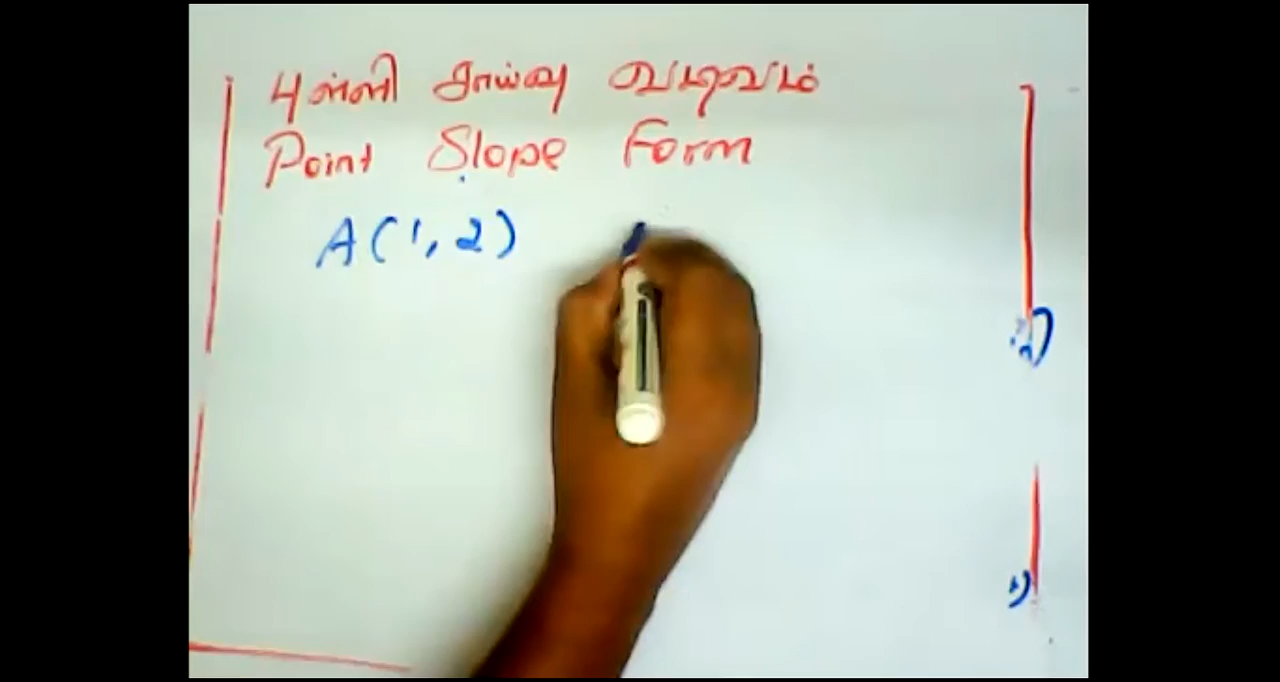 புள்ளி சாய்வு வடிவம்
Point Slope Form
A(1,2)